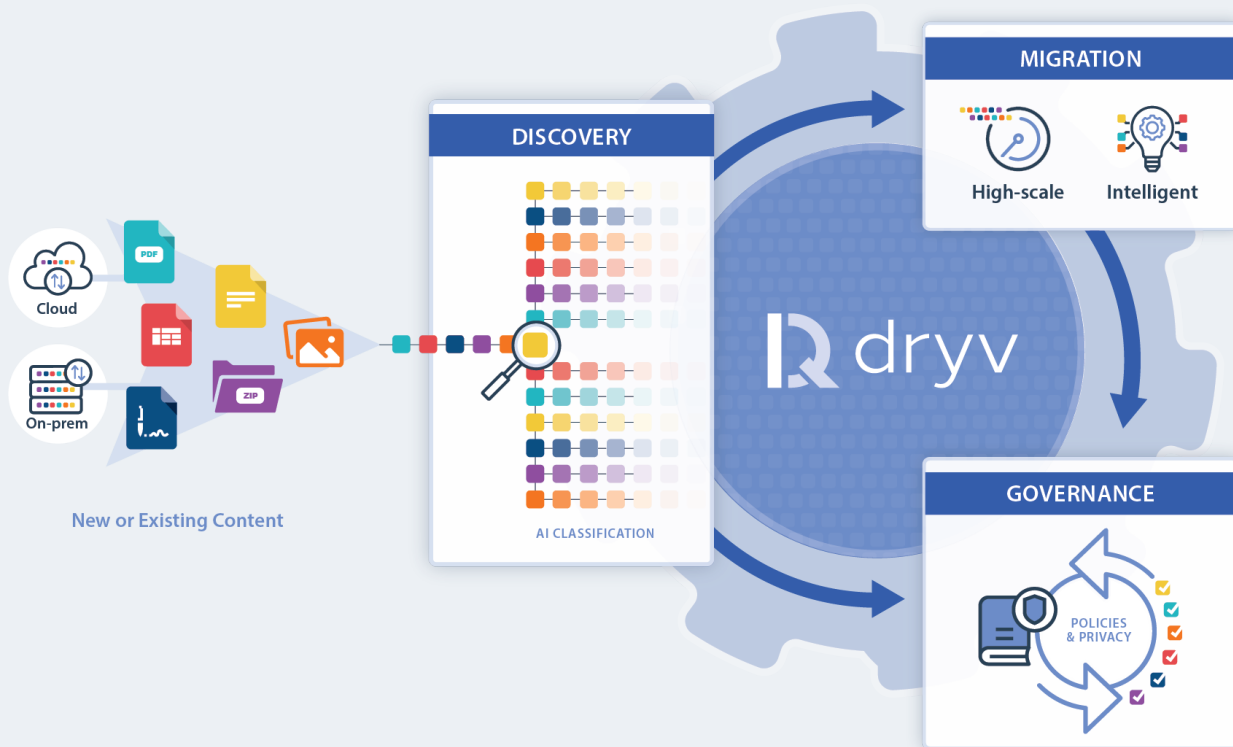 Cloud
On-prem
PDF
ZIP
New or Existing Content
DISCOVERY
AI CLASSIFICATION
dryv
MIGRATION
High-scale
Intelligent
GOVERNANCE
POLICIES
& PRIVACY